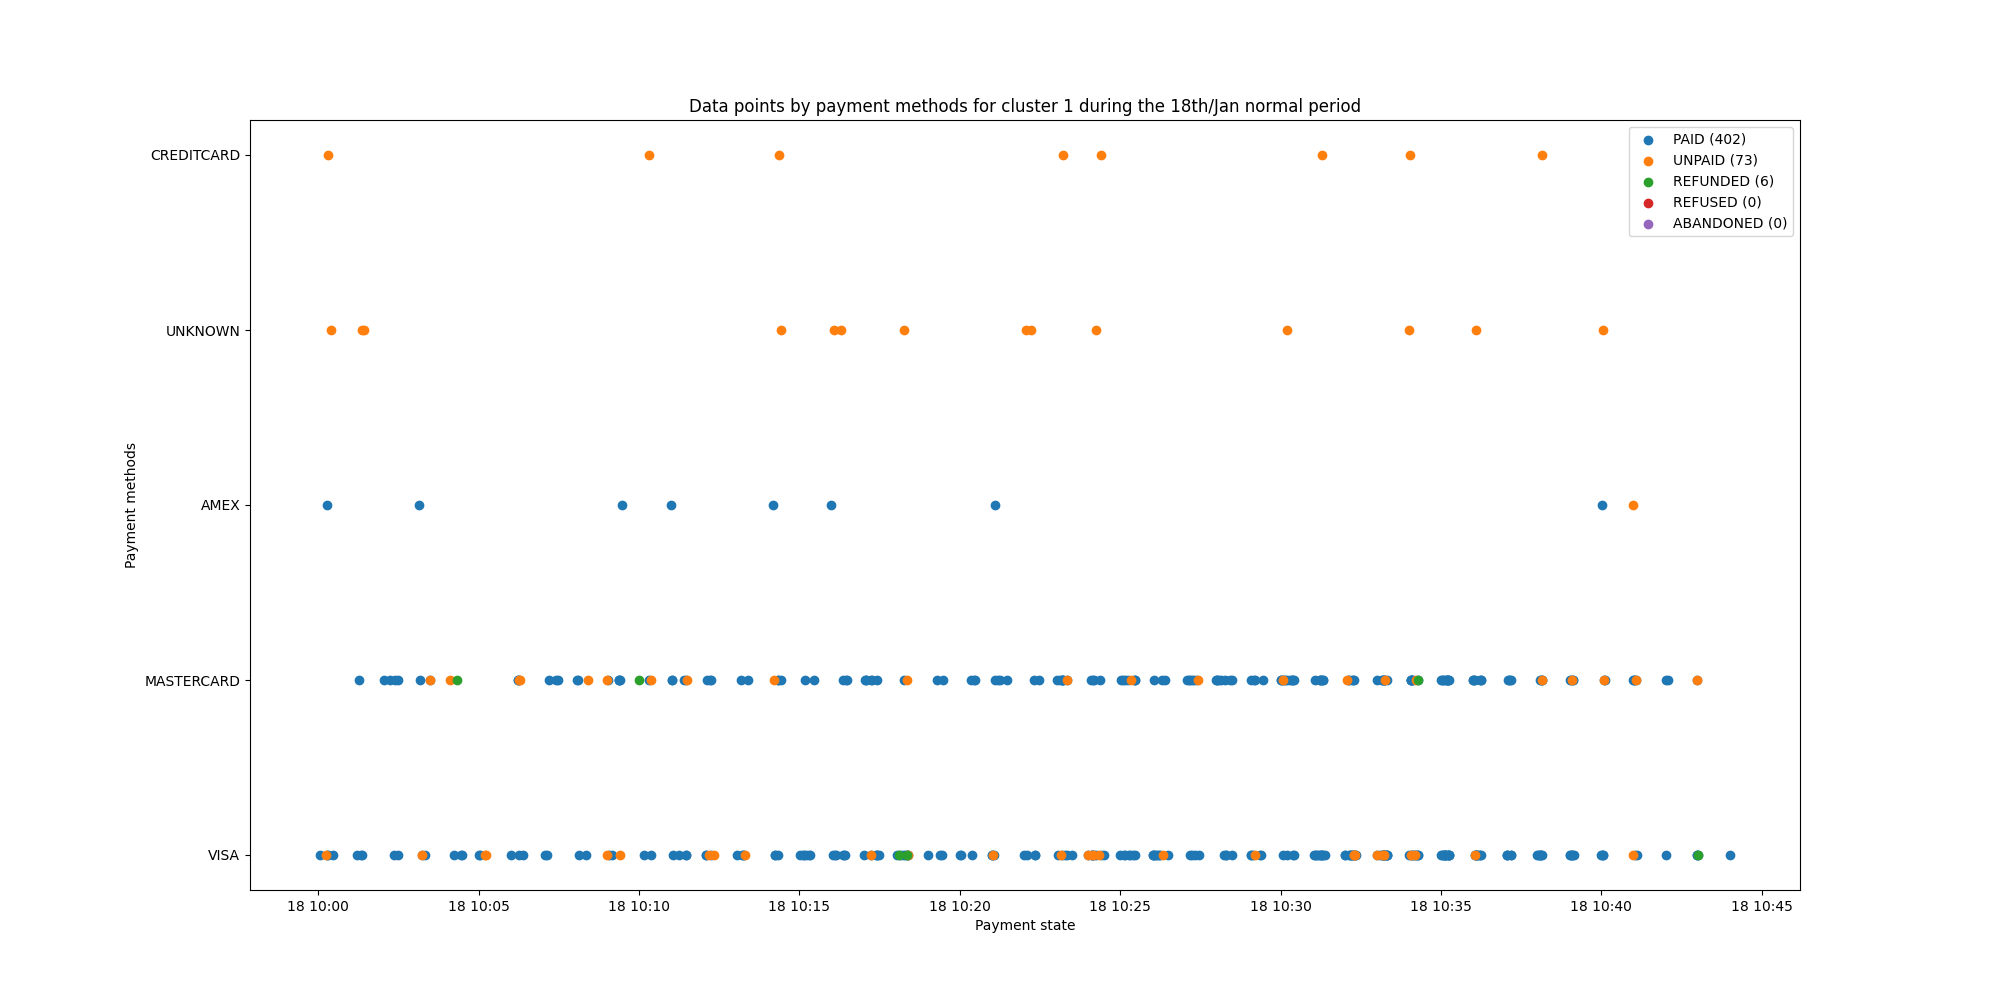 Data points by payment methods for cluster 1 during the 18th/Jan normal period
PAID (402)
UNPAID (73)
REFUNDED (6)
REFUSED (0)
ABANDONED (0)
Payment methods
CREDITCARD
UNKNOWN
AMEX
MASTERCARD
VISA
18 10:00 18 10:05 18 10:10 18 10:15 18 10:20 18 10:25 18 10:30 18 10:35 18 10:40 18 10:45
Payment state